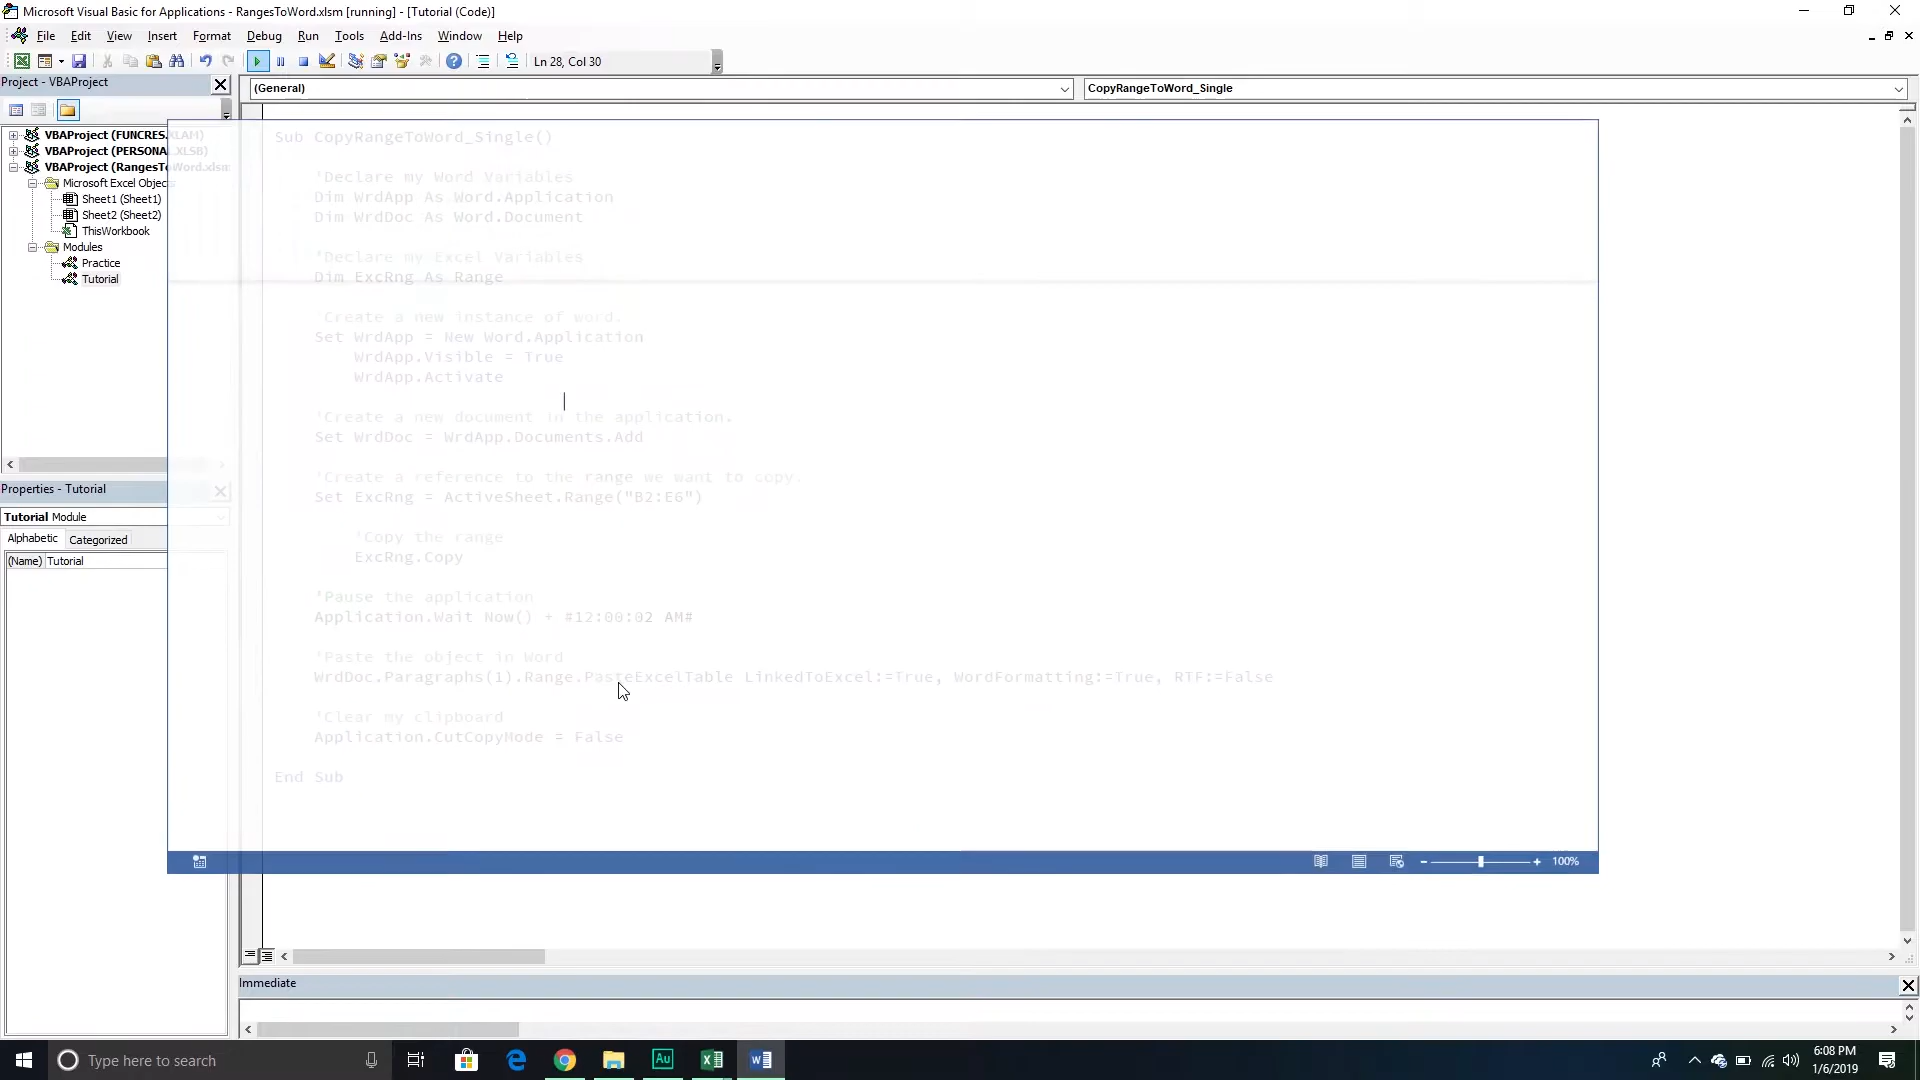 Microsoft Visual Basic for Applications - RangesToWord.xlsm [running] - [Tutorial (Code)]
File Edit View Insert Format Debug Run Tools Add-Ins Window Help
Ln 28, Col 30
Project - VBAProject
(General)
CopyRangeToWord_Single
VBAProject (FUNCRES.XLAM)
VBAProject (PERSONAL.XLSB)
VBAProject (RangesToWord.xlsm
Microsoft Excel Objects
Sheet1 (Sheet1)
Sheet2 (Sheet2)
ThisWorkbook
Modules
Practice
Tutorial
Properties - Tutorial
Tutorial Module
Alphabetic Categorized
(Name) Tutorial
Sub CopyRangeToWord_Single()
'Declare my Word Variables
Dim WrdApp As Word.Application
Dim WrdDoc As Word.Document
'Declare my Excel Variables
Dim ExcRng As Range
'Create a new instance of word.
Set WrdApp = New Word.Application
WrdApp.Visible = True
WrdApp.Activate
'Create a new document in the application.
Set WrdDoc = WrdApp.Documents.Add
'Create a reference to the range we want to copy.
Set ExcRng = ActiveSheet.Range("B2:E6")
'Copy the range
ExcRng.Copy
'Pause the application
Application.Wait Now() + #12:00:02 AM#
'Paste the object in Word
WrdDoc.Paragraphs(1).Range.PasteExcelTable LinkedToExcel:=True, WordFormatting:=True, RTF:=False
'Clear my clipboard
Application.CutCopyMode = False
End Sub
100%
Immediate
Type here to search
Au
6:08 PM
1/6/2019